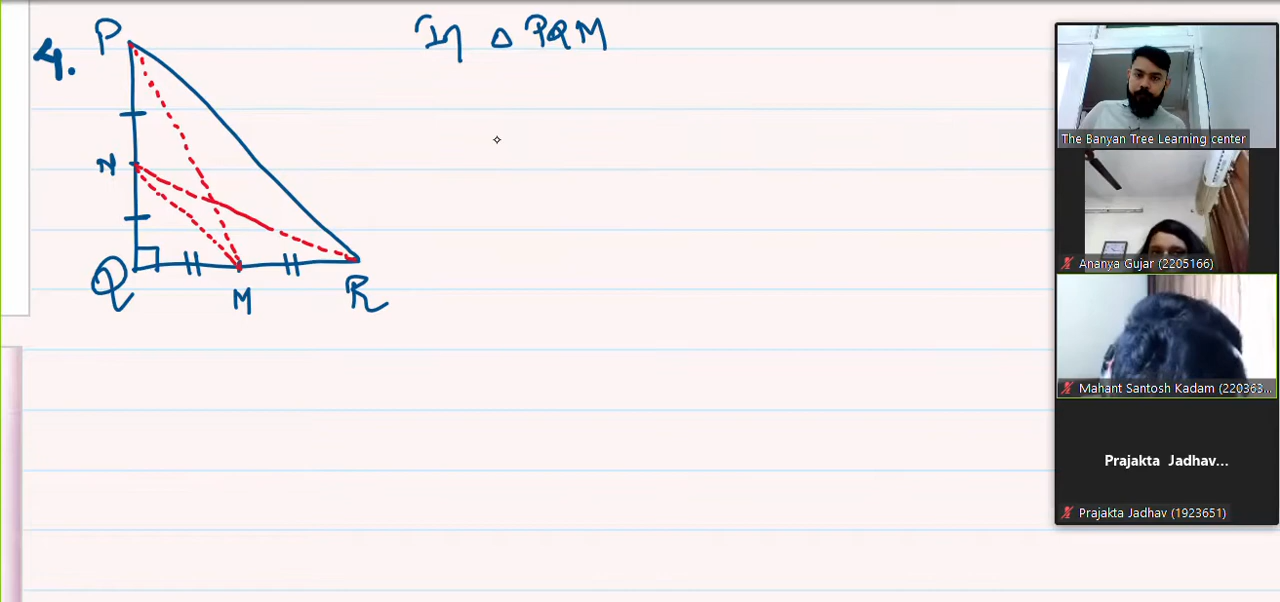 4.
P
In △ PQM
N
Q
M
R
The Banyan Tree Learning center
Ananya Gujar (2205166)
Mahant Santosh Kadam (220363...
Prajakta Jadhav...
Prajakta Jadhav (1923651)